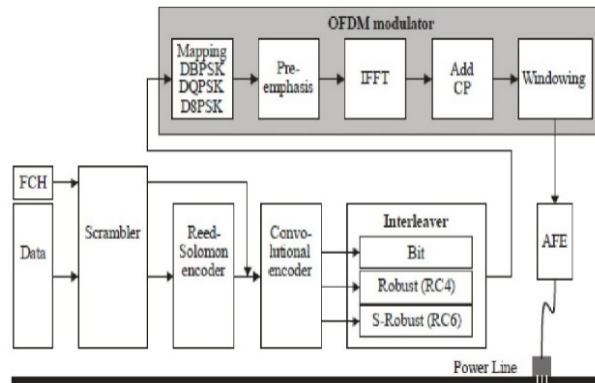 OFDM modulator
Mapping
DBPSK
DQPSK
D8PSK
Pre-
emphasis
IFFT
Add
CP
Windowing
FCH
Data
Scrambler
Reed-
Solomon
encoder
Convo-
lutional
encoder
Interleaver
Bit
Robust (RC4)
S-Robust (RC6)
AFE
Power Line